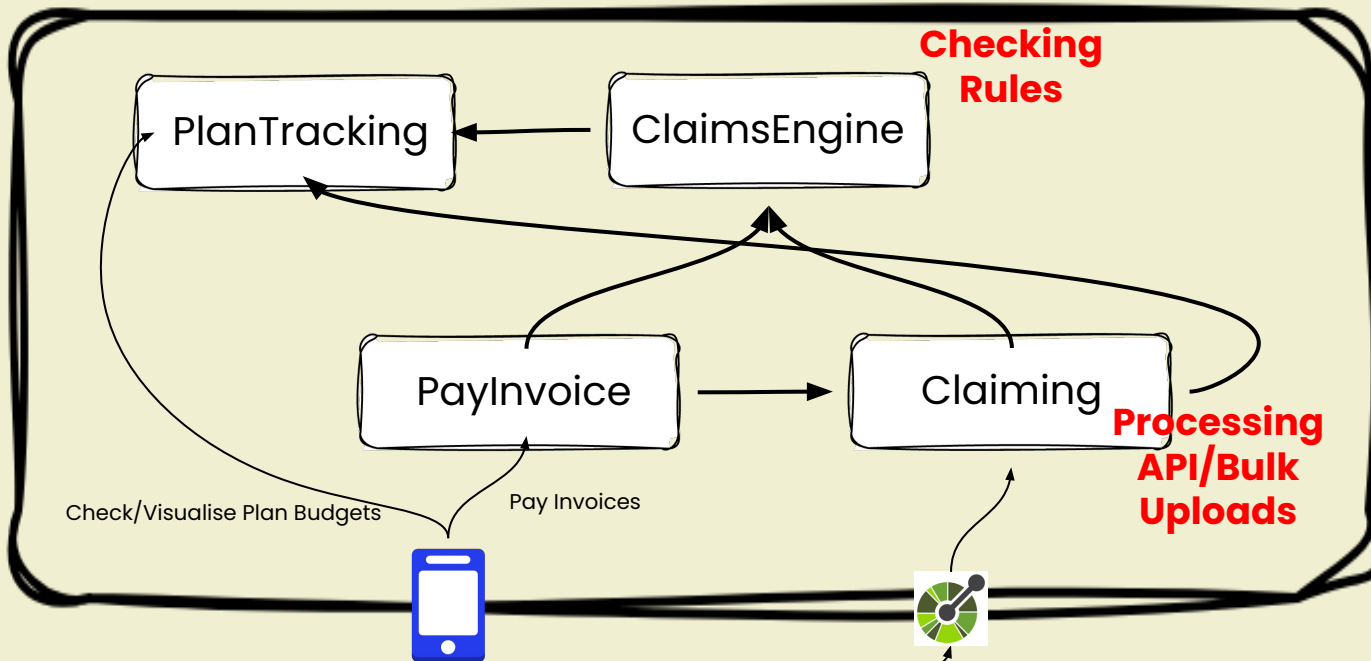 Checking
Rules
PlanTracking
ClaimsEngine
PayInvoice
Claiming
Processing
API/Bulk
Uploads
Check/Visualise Plan Budgets
Pay Invoices